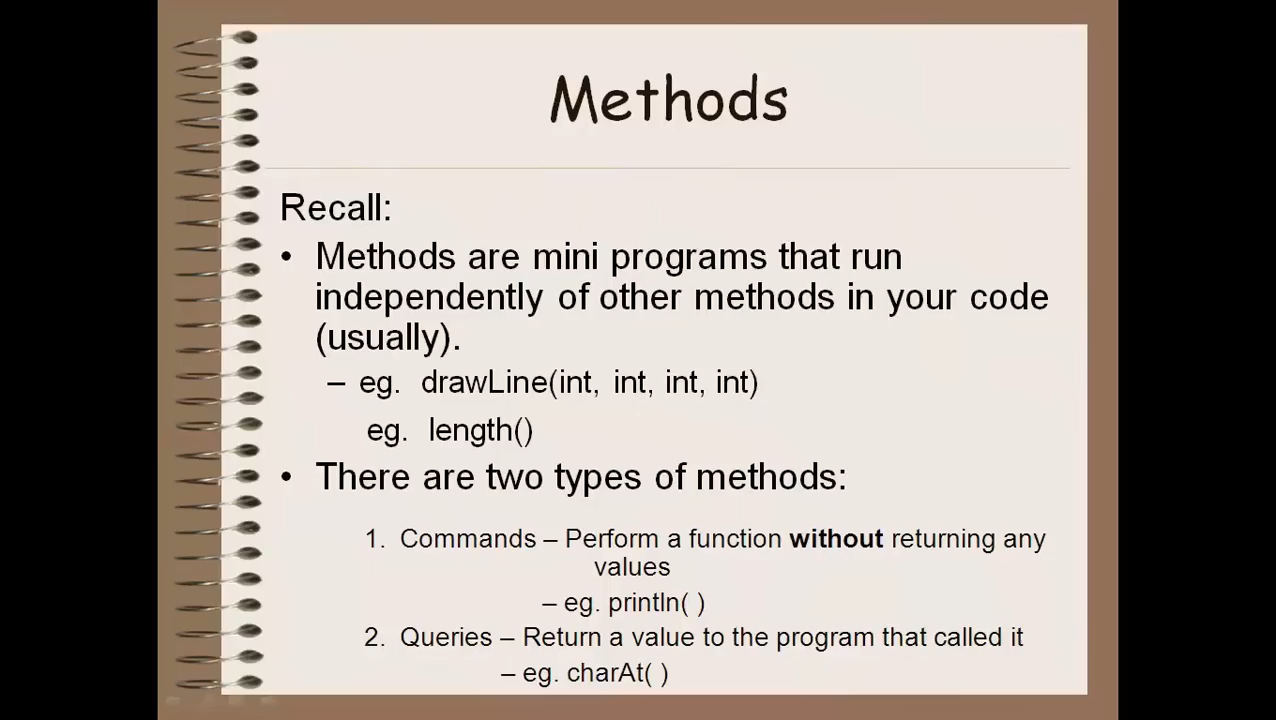 Methods
Recall:
• Methods are mini programs that run
independently of other methods in your code
(usually).
– eg. drawLine(int, int, int, int)
eg. length()
• There are two types of methods:
1. Commands – Perform a function without returning any
values
– eg. println( )
2. Queries – Return a value to the program that called it
– eg. charAt( )